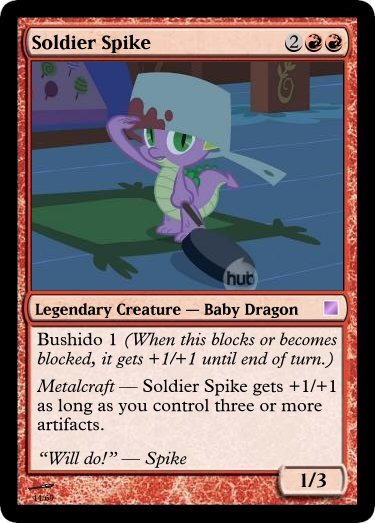 Soldier Spike 2
hub
Legendary Creature — Baby Dragon
Bushido 1 (When this blocks or becomes
blocked, it gets +1/+1 until end of turn.)
Metalcraft — Soldier Spike gets +1/+1
as long as you control three or more
artifacts.
“Will do!” — Spike
1/3
14/69